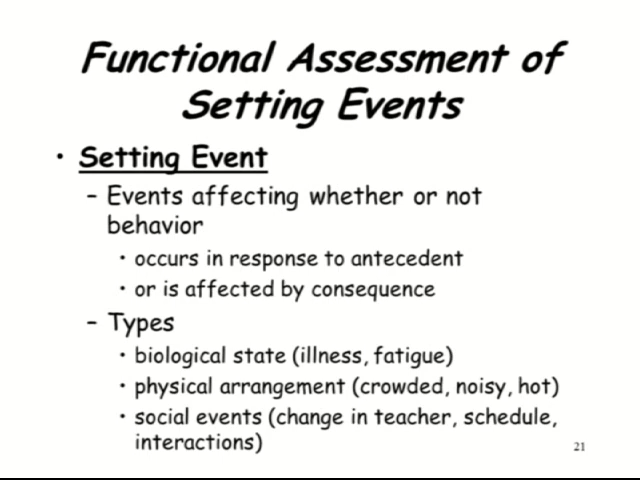 Functional Assessment of
Setting Events
• Setting Event
– Events affecting whether or not
behavior
• occurs in response to antecedent
• or is affected by consequence
– Types
• biological state (illness, fatigue)
• physical arrangement (crowded, noisy, hot)
• social events (change in teacher, schedule,
interactions)
21